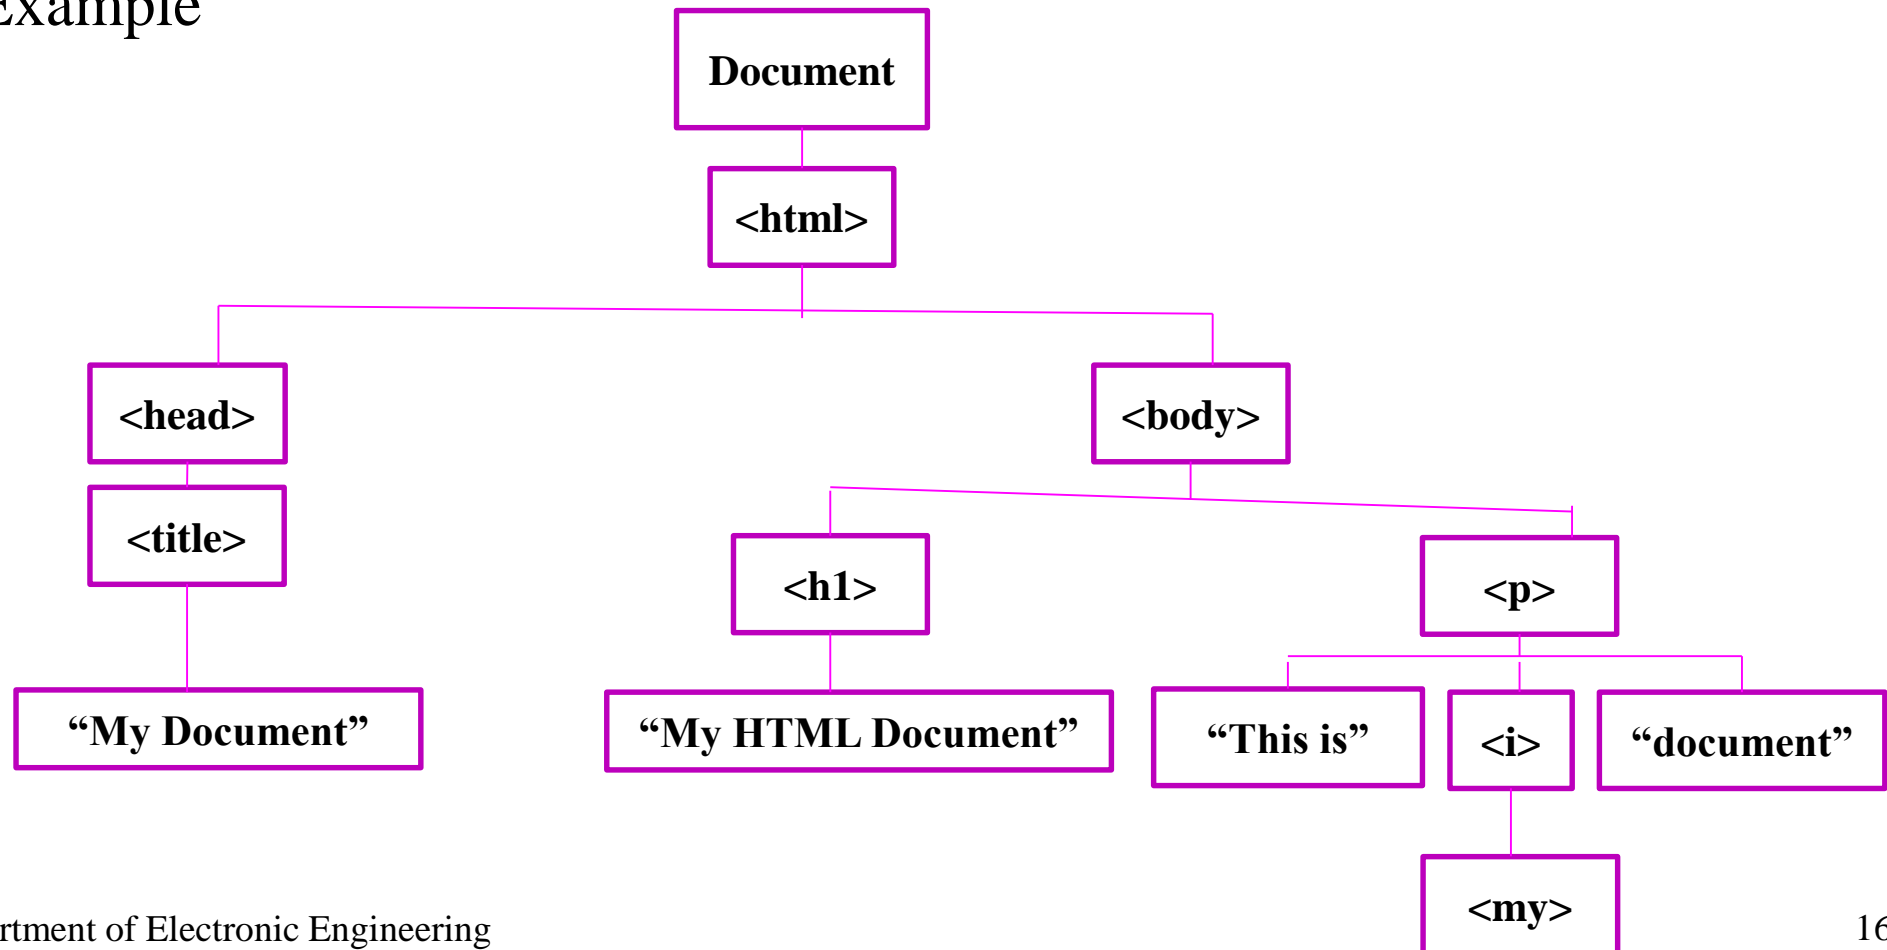 Example
Document
<html>
<head>
<body>
<title>
<h1>
<p>
“My Document”
“My HTML Document”
“This is”
<i>
“document”
<my>
rtment of Electronic Engineering
16